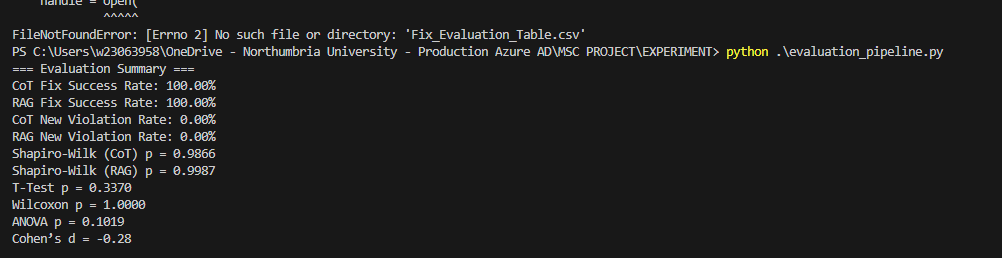 handle = open(
^^^^^
FileNotFoundError: [Errno 2] No such file or directory: 'Fix_Evaluation_Table.csv'
PS C:\Users\w23063958\OneDrive - Northumbria University - Production Azure AD\MSC PROJECT\EXPERIMENT> python .\evaluation_pipeline.py
=== Evaluation Summary ===
CoT Fix Success Rate: 100.00%
RAG Fix Success Rate: 100.00%
CoT New Violation Rate: 0.00%
RAG New Violation Rate: 0.00%
Shapiro-Wilk (CoT) p = 0.9866
Shapiro-Wilk (RAG) p = 0.9987
T-Test p = 0.3370
Wilcoxon p = 1.0000
ANOVA p = 0.1019
Cohen’s d = -0.28